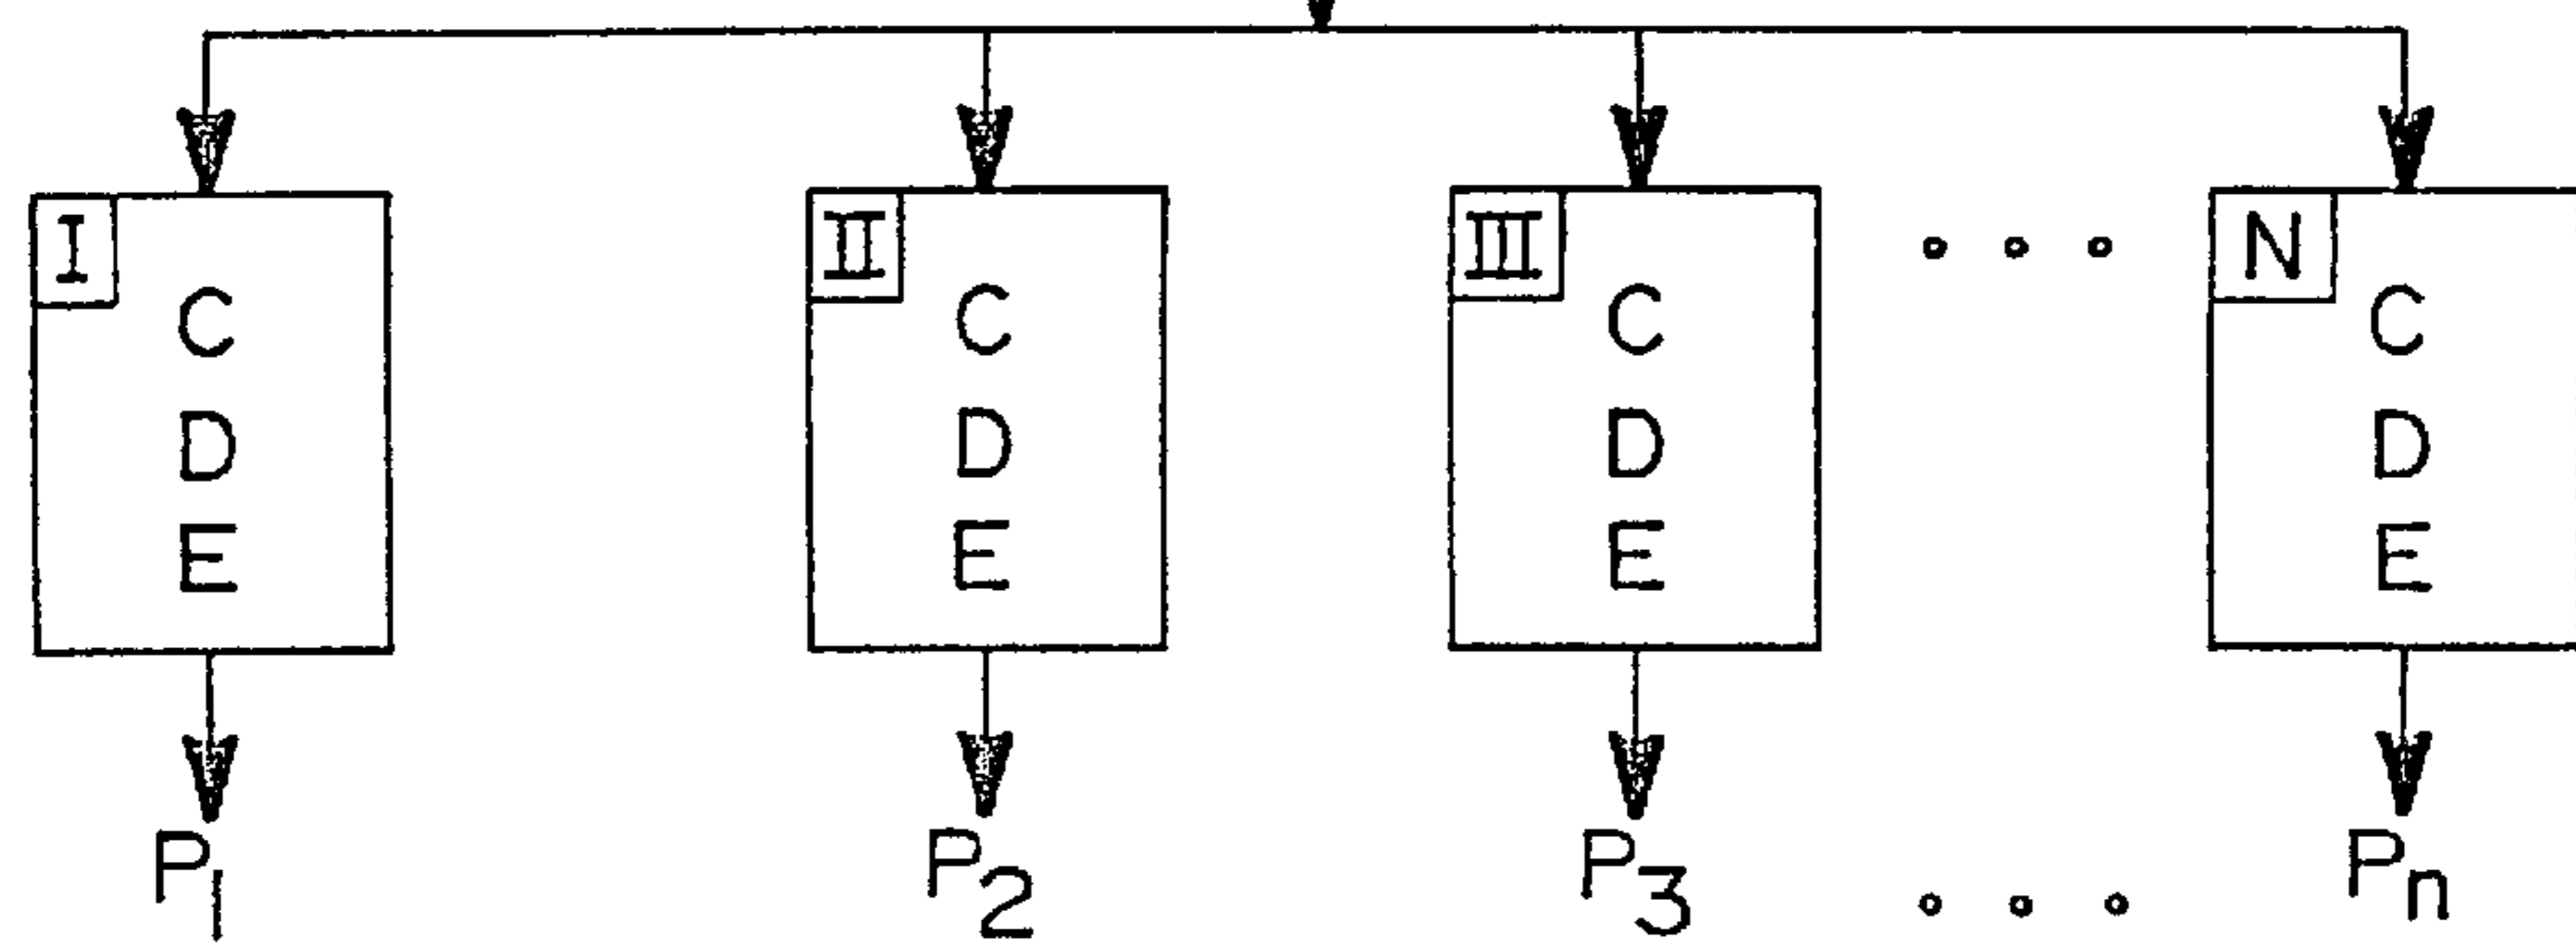 I II III ∘ ∘ ∘ N
C C C C
D D D D
E E E E
P₁ P₂ P₃ ∘ ∘ ∘ Pₙ